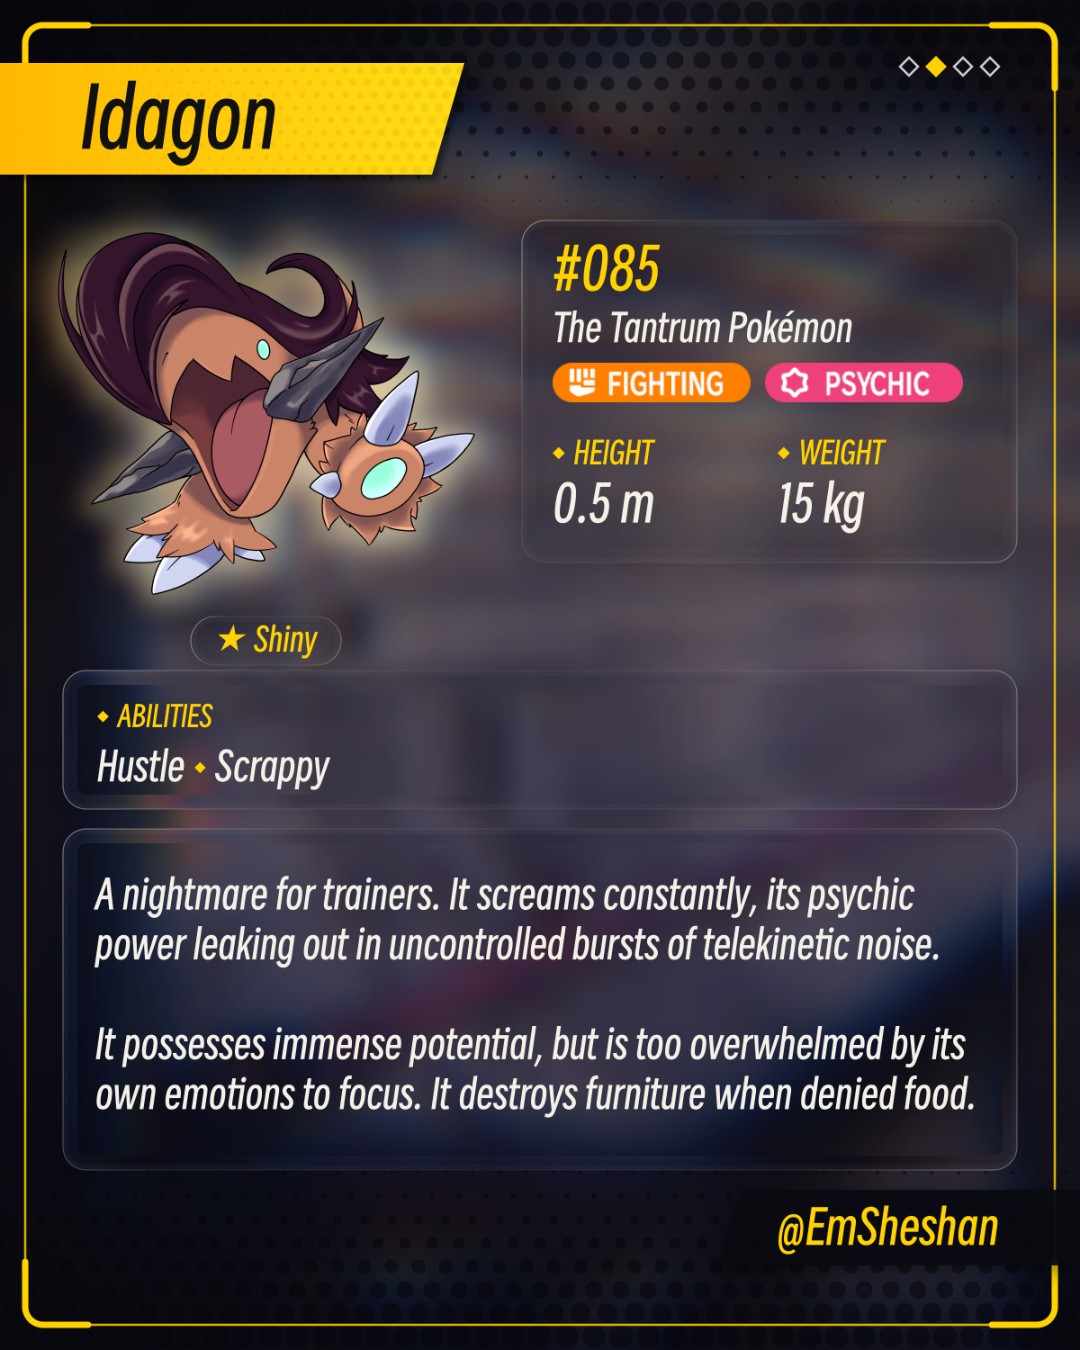 Idagon
#085
The Tantrum Pokémon
FIGHTING PSYCHIC
HEIGHT WEIGHT
0.5 m 15 kg
★ Shiny
ABILITIES
Hustle • Scrappy
A nightmare for trainers. It screams constantly, its psychic
power leaking out in uncontrolled bursts of telekinetic noise.
It possesses immense potential, but is too overwhelmed by its
own emotions to focus. It destroys furniture when denied food.
@EmSheshan